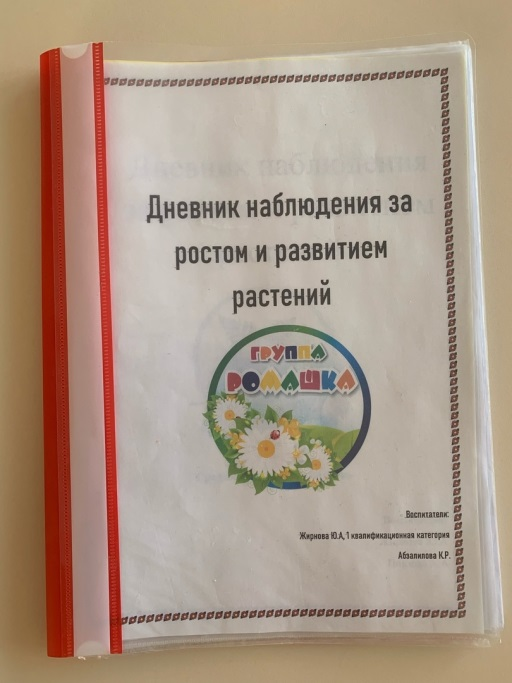 Дневник наблюдения за
ростом и развитием
растений
ГРУППА
РОМАШКА
Воспитатели:
Жирнова Ю.А, 1 квалификационная категория
Абзалилова К.Р.